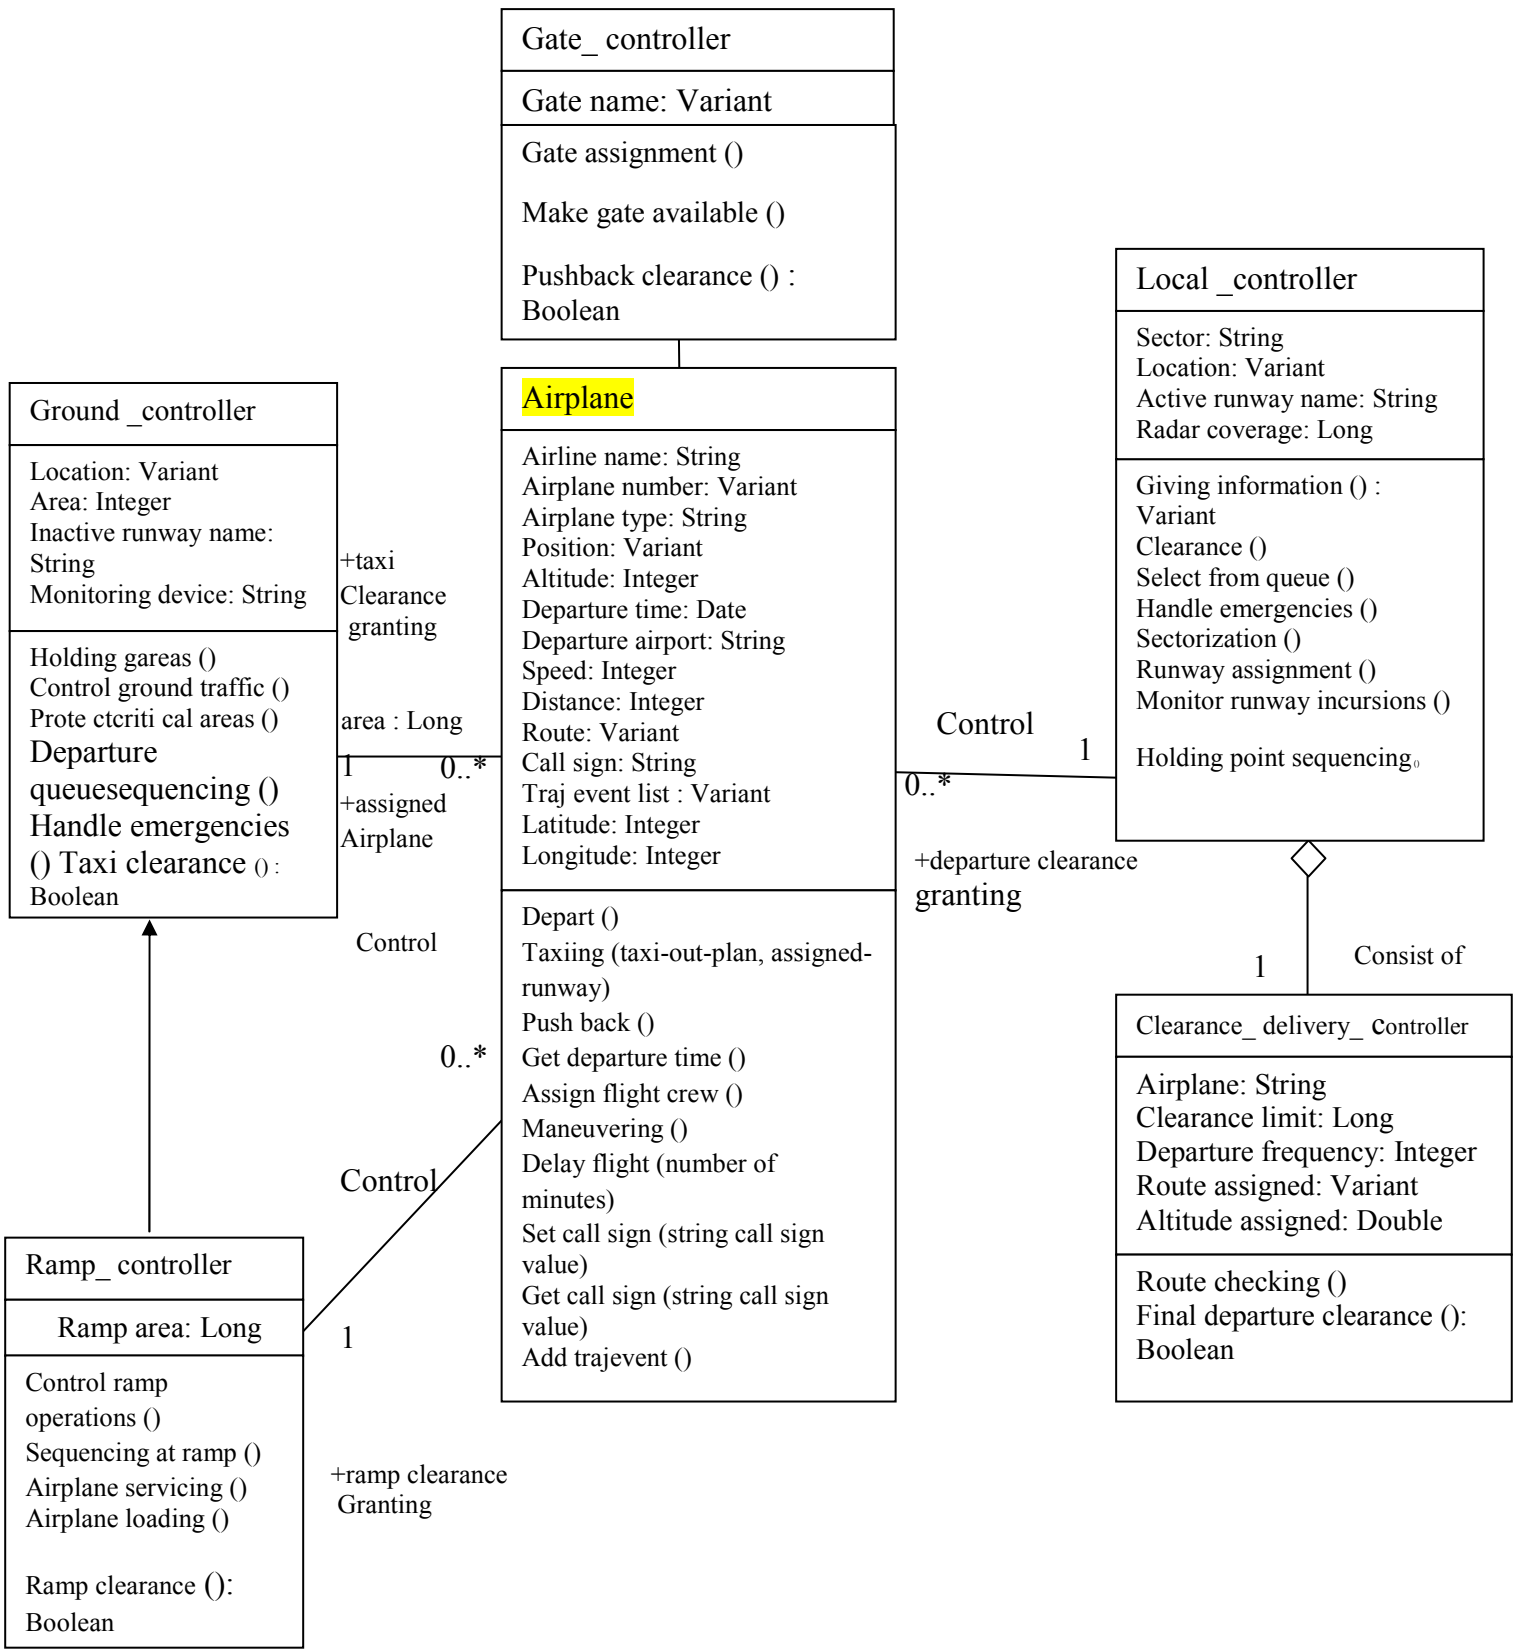 Gate_ controller
Gate name: Variant
Gate assignment ()
Make gate available ()
Pushback clearance () :
Boolean
Ground _controller
Location: Variant
Area: Integer
Inactive runway name:
String
Monitoring device: String
Holding gareas ()
Control ground traffic ()
Prote ctcriti cal areas ()
Departure
queuesequencing ()
Handle emergencies
() Taxi clearance () :
Boolean
+taxi
Clearance
granting
area : Long
1
0..*
+assigned
Airplane
Control
Airplane
Airline name: String
Airplane number: Variant
Airplane type: String
Position: Variant
Altitude: Integer
Departure time: Date
Departure airport: String
Speed: Integer
Distance: Integer
Route: Variant
Call sign: String
Traj event list : Variant
Latitude: Integer
Longitude: Integer
Depart ()
Taxiing (taxi-out-plan, assigned-
runway)
Push back ()
Get departure time ()
Assign flight crew ()
Maneuvering ()
Delay flight (number of
minutes)
Set call sign (string call sign
value)
Get call sign (string call sign
value)
Add trajevent ()
Control
1
0..*
+departure clearance
granting
Local _controller
Sector: String
Location: Variant
Active runway name: String
Radar coverage: Long
Giving information () :
Variant
Clearance ()
Select from queue ()
Handle emergencies ()
Sectorization ()
Runway assignment ()
Monitor runway incursions ()
Holding point sequencing()
1
Consist of
Clearance_ delivery_ controller
Airplane: String
Clearance limit: Long
Departure frequency: Integer
Route assigned: Variant
Altitude assigned: Double
Route checking ()
Final departure clearance ():
Boolean
0..*
Control
1
Ramp_ controller
Ramp area: Long
Control ramp
operations ()
Sequencing at ramp ()
Airplane servicing ()
Airplane loading ()
Ramp clearance ():
Boolean
+ramp clearance
Granting